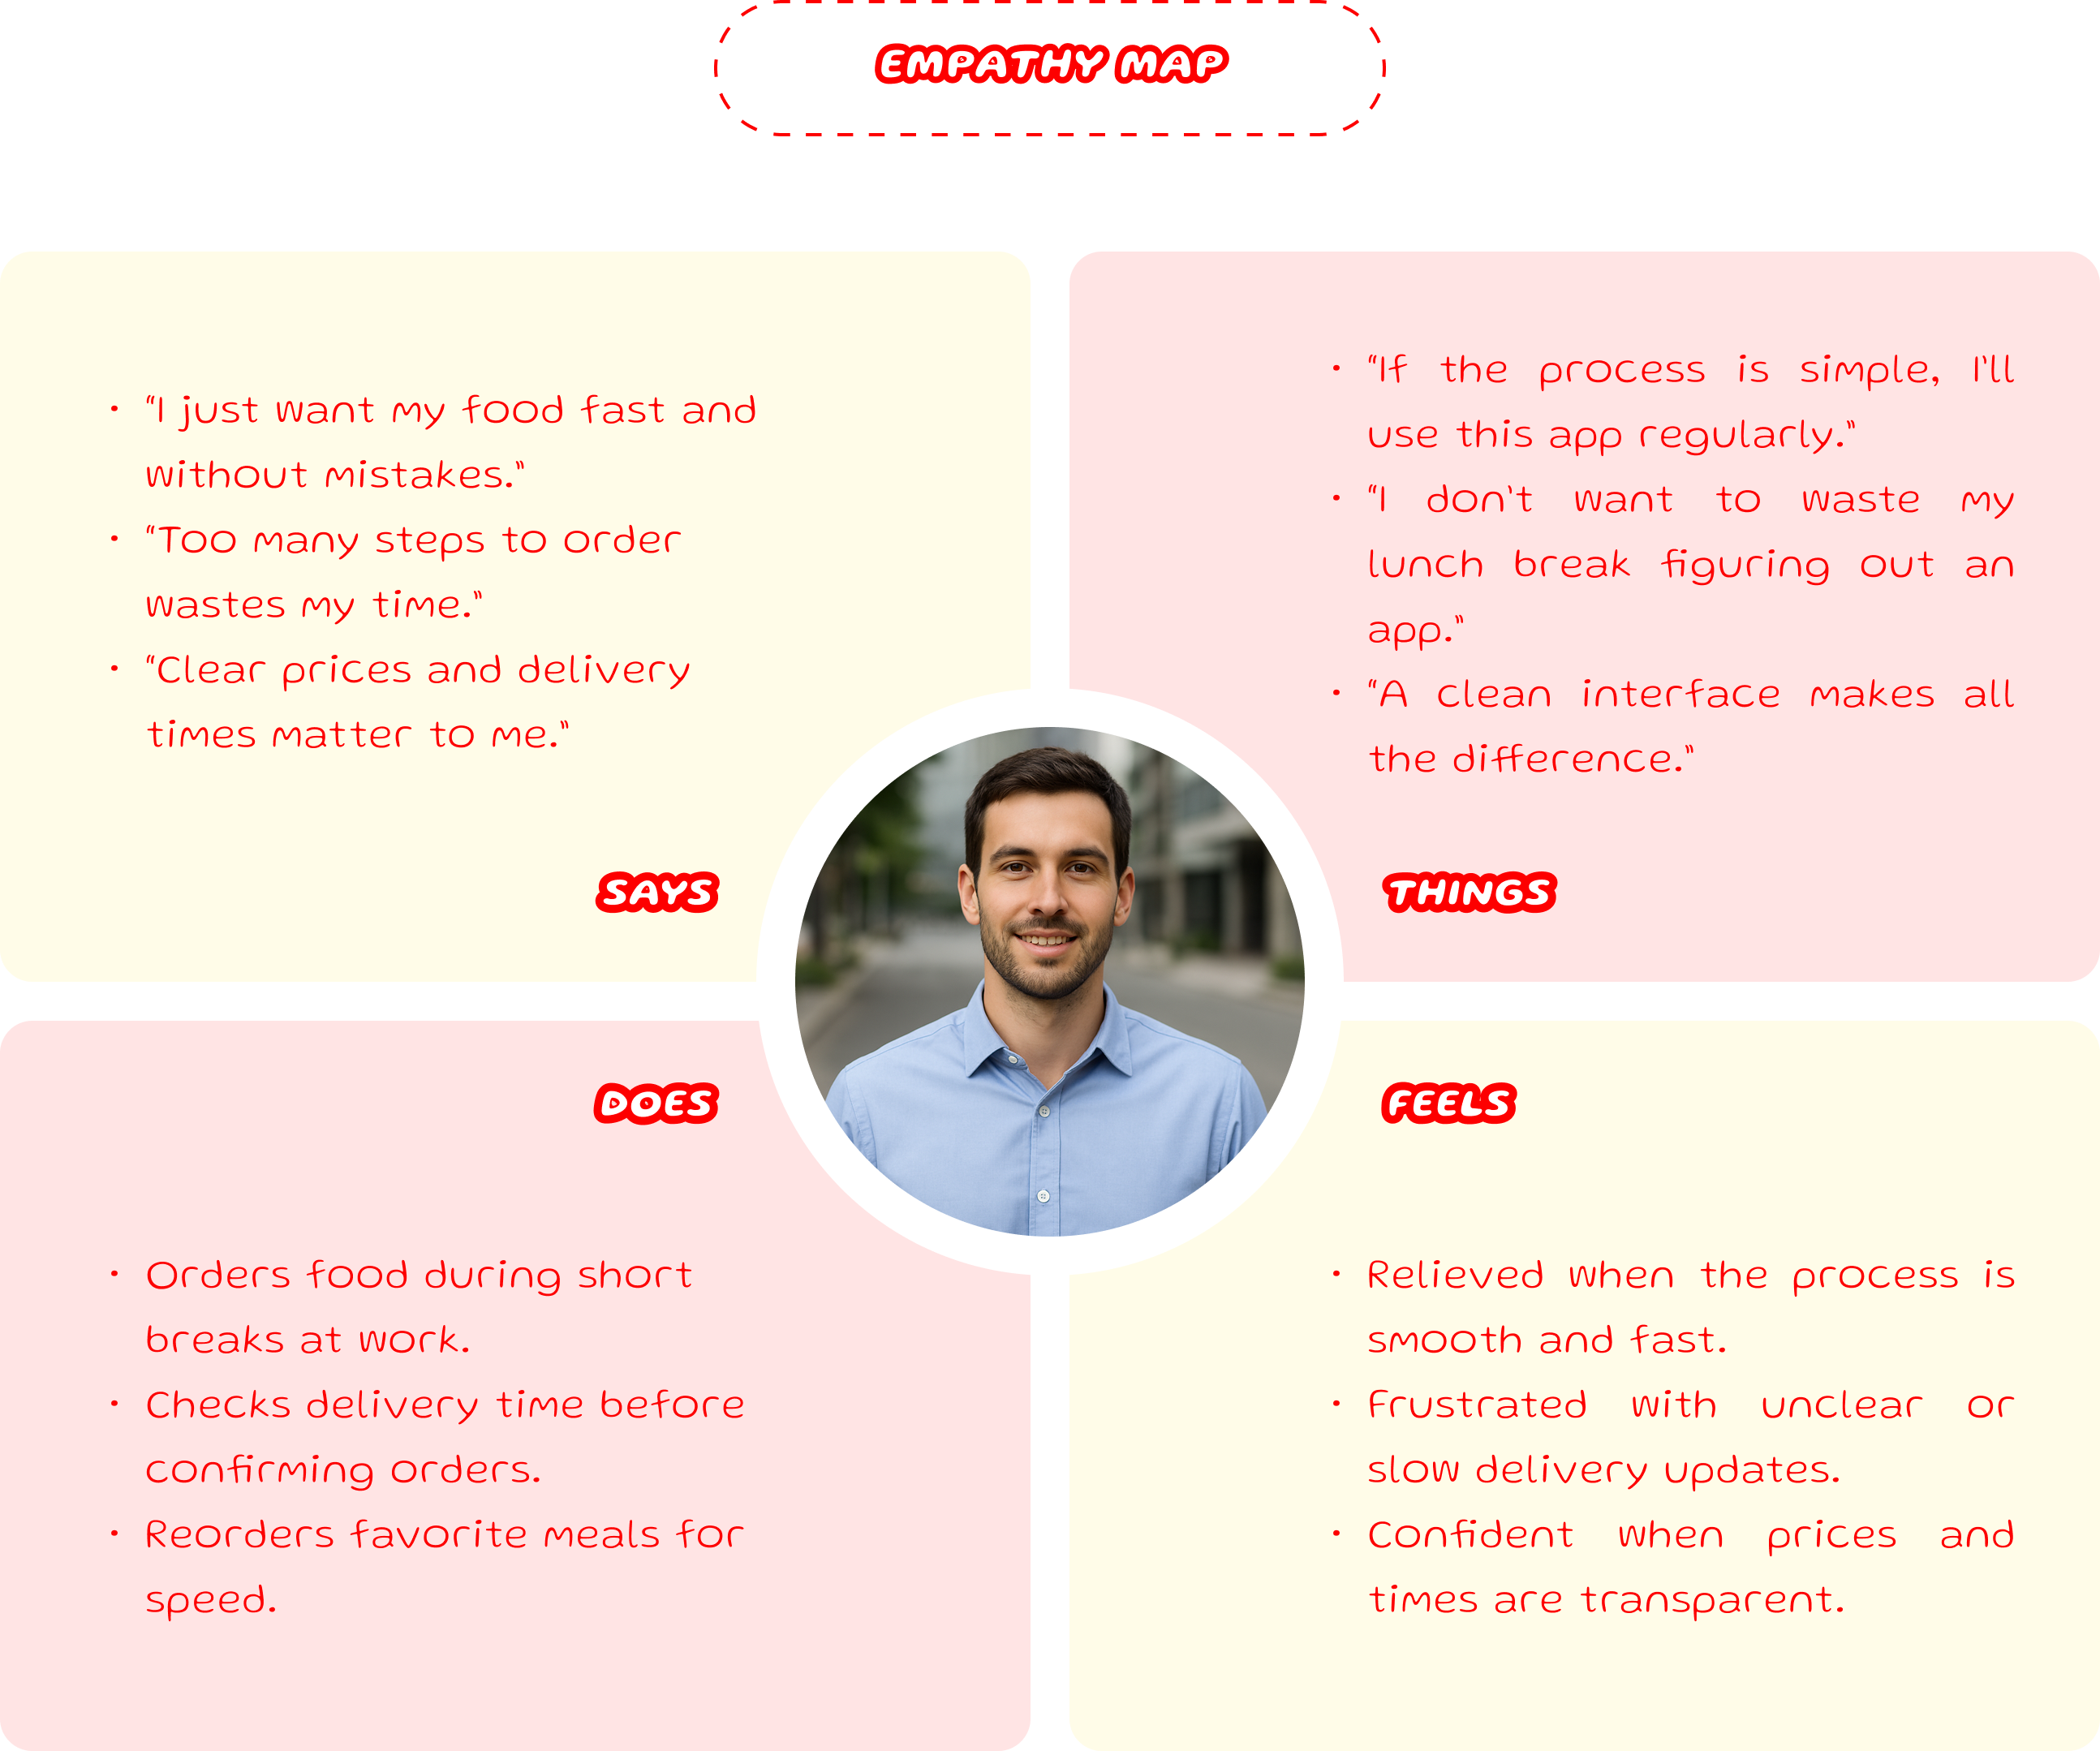 EMPATHY MAP
• "I just want my food fast and
without mistakes."
• "Too many steps to order
wastes my time."
• "Clear prices and delivery
times matter to me."
SAYS
• "If the process is simple, I'll
use this app regularly."
• "I don't want to waste my
lunch break figuring out an
app."
• "A clean interface makes all
the difference."
THINGS
DOES
• Orders food during short
breaks at work.
• Checks delivery time before
confirming orders.
• Reorders favorite meals for
speed.
FEELS
• Relieved when the process is
smooth and fast.
• Frustrated with unclear or
slow delivery updates.
• Confident when prices and
times are transparent.